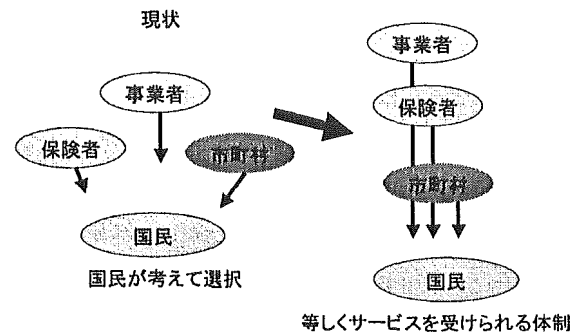 現状
事業者
保険者
市町村
国民
国民が考えて選択
事業者
保険者
市町村
国民
等しくサービスを受けられる体制